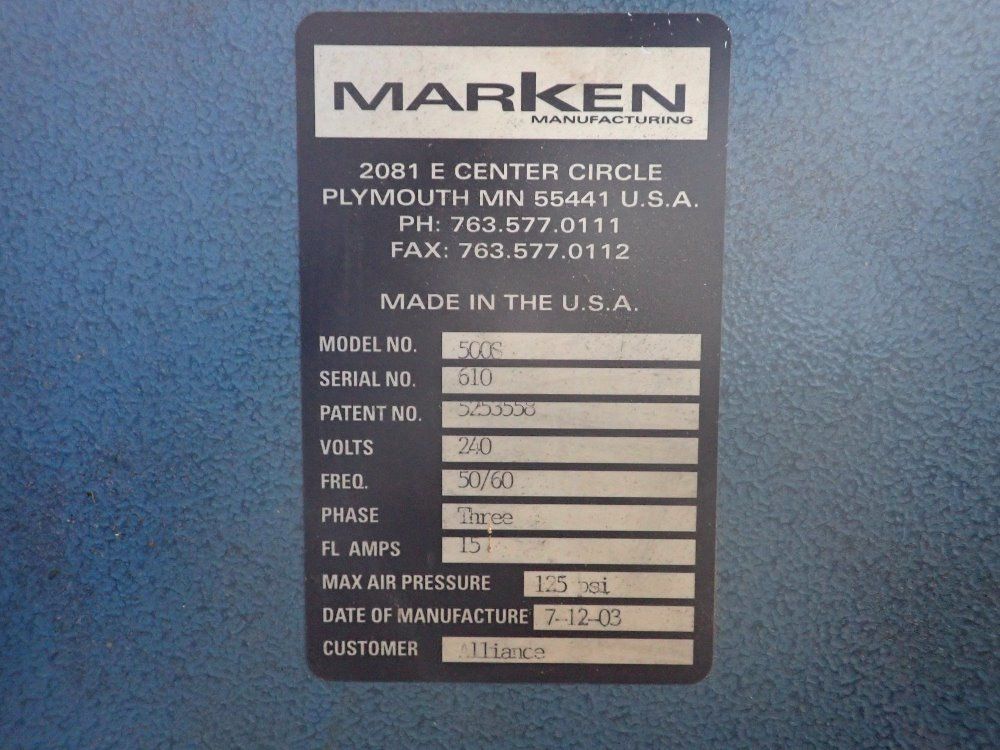 MARKEN
MANUFACTURING
2081 E CENTER CIRCLE
PLYMOUTH MN 55441 U.S.A.
PH: 763.577.0111
FAX: 763.577.0112
MADE IN THE U.S.A.
MODEL NO. 500S
SERIAL NO. 610
PATENT NO. 5253558
VOLTS 240
FREQ. 50/60
PHASE Three
FL AMPS 15
MAX AIR PRESSURE 125 psi
DATE OF MANUFACTURE 7-12-03
CUSTOMER Alliance